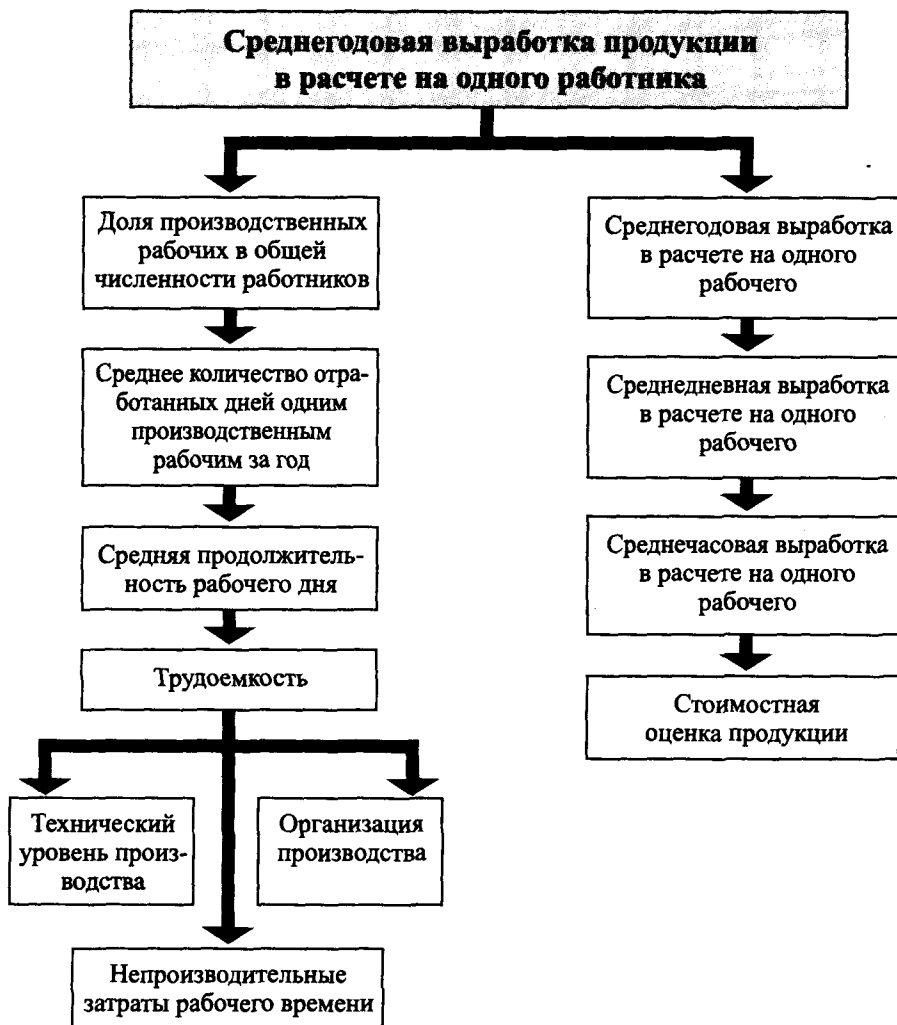 Среднегодовая выработка продукции
в расчете на одного работника
Доля производственных
рабочих в общей
численности работников
Среднее количество отра-
ботанных дней одним
производственным
рабочим за год
Средняя продолжитель-
ность рабочего дня
Трудоемкость
Технический
уровень произ-
водства
Организация
производства
Непроизводительные
затраты рабочего времени
Среднегодовая выработка
в расчете на одного
рабочего
Среднедневная выработка
в расчете на одного
рабочего
Среднечасовая выработка
в расчете на одного
рабочего
Стоимостная
оценка продукции